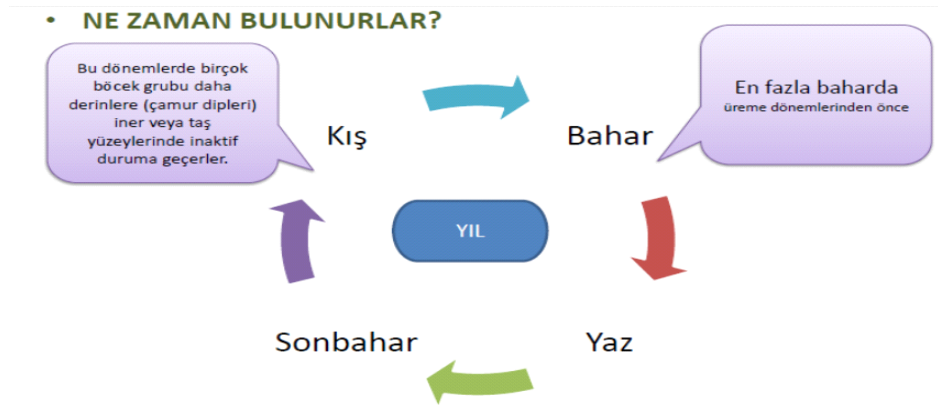 • NE ZAMAN BULUNURLAR?
Bu dönemlerde birçok
böcek grubu daha
derinlere (çamur dipleri)
iner veya taş
yüzeylerinde inaktif
duruma geçerler.
En fazla baharda
üreme dönemlerinden önce
Kış
Bahar
YIL
Sonbahar
Yaz